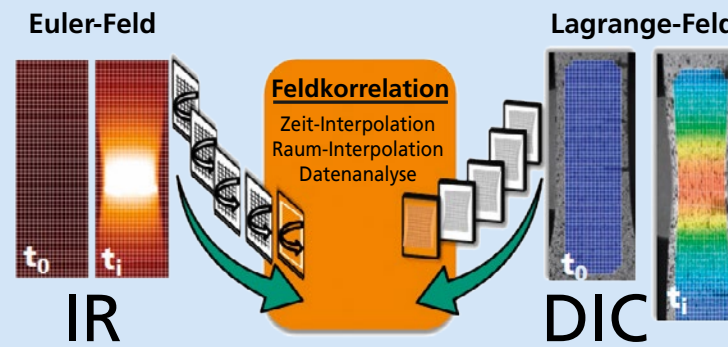 Euler-Feld
Lagrange-Feld
Feldkorrelation
Zeit-Interpolation
Raum-Interpolation
Datenanalyse
t0
ti
t0
ti
IR
DIC